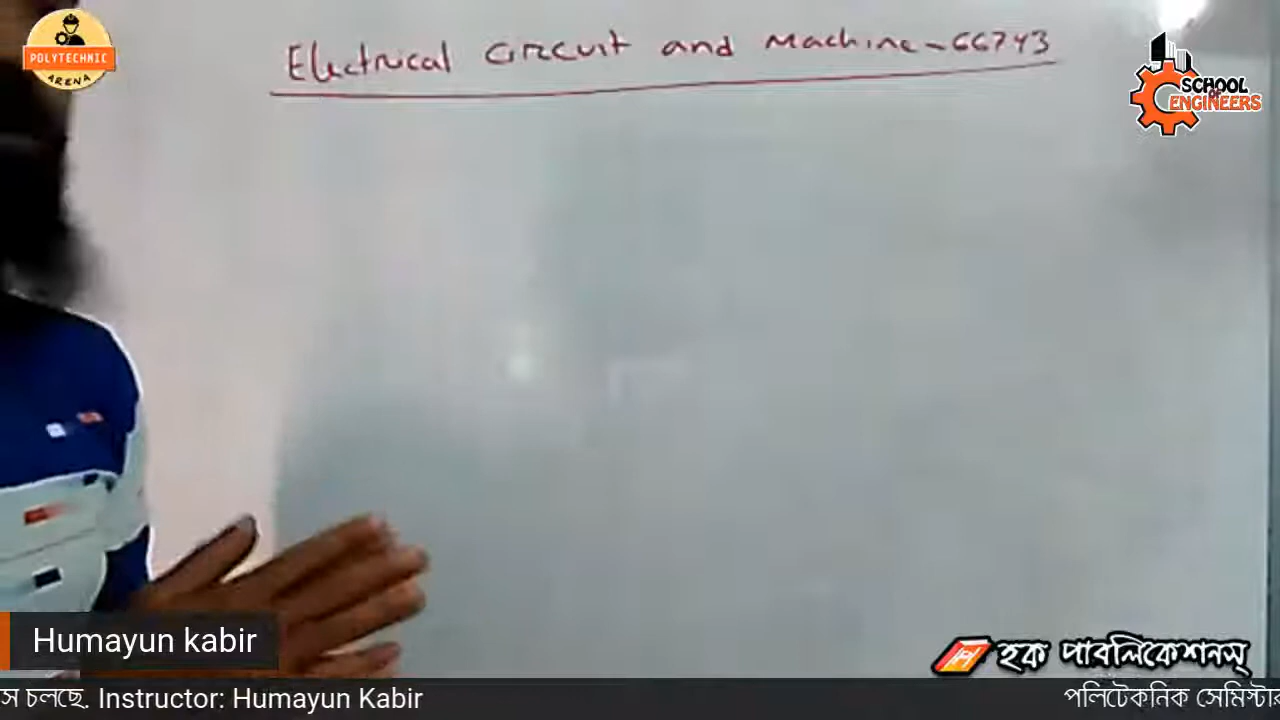 Electrical Circuit and Machine - 66743
POLYTECHNIC
ARENA
SCHOOL
OF
ENGINEERS
Humayun kabir
হক পাবলিকেশনস্
স চলছে. Instructor: Humayun Kabir
পলিটেকনিক সেমিস্টার